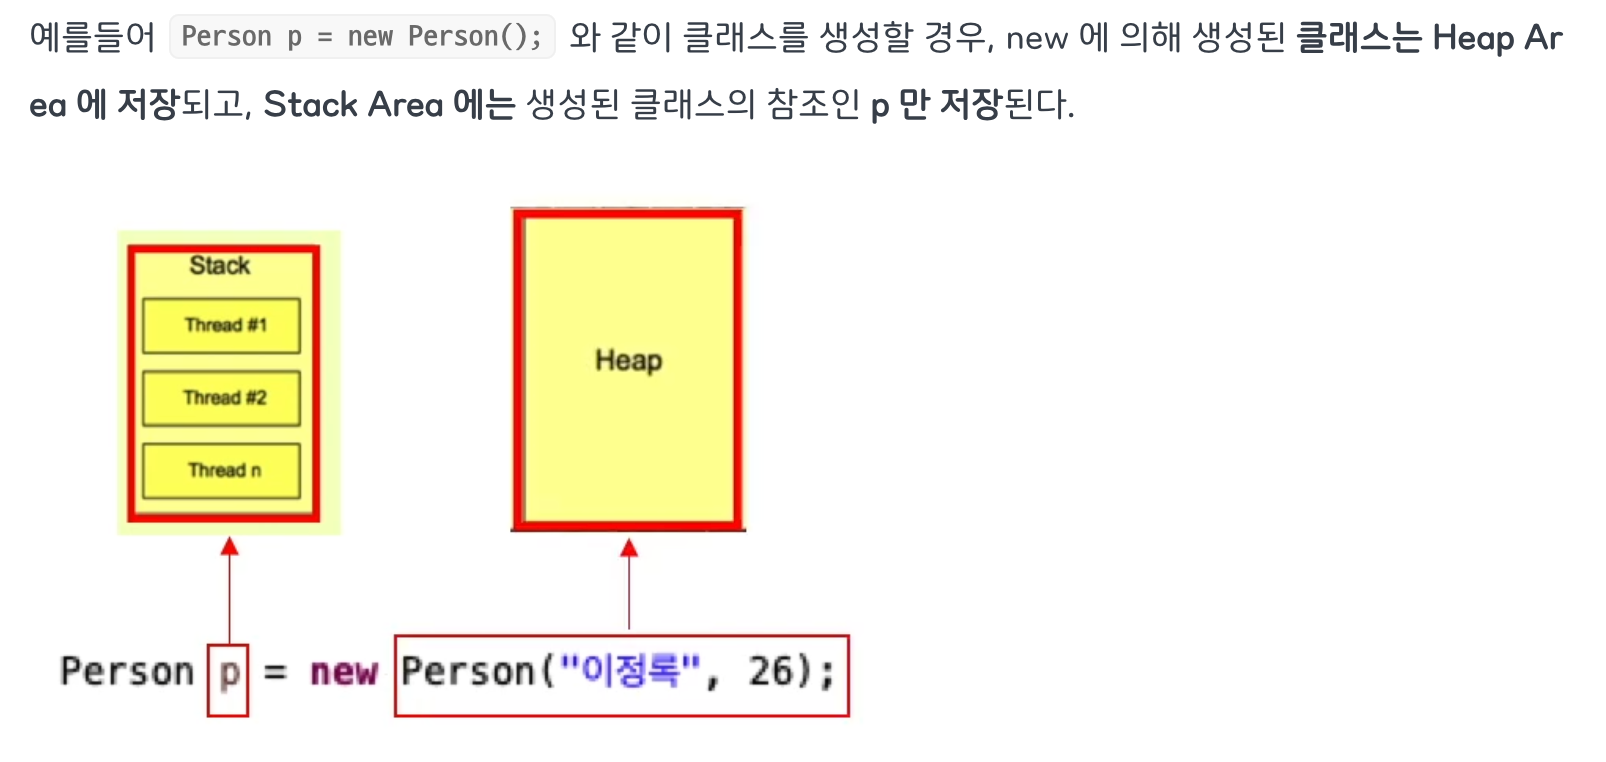 예를들어 Person p = new Person(); 와 같이 클래스를 생성할 경우, new 에 의해 생성된 클래스는 Heap Ar
ea 에 저장되고, Stack Area 에는 생성된 클래스의 참조인 p 만 저장된다.
Stack
Thread #1
Thread #2
Thread n
Heap
Person p = new Person("이정록", 26);